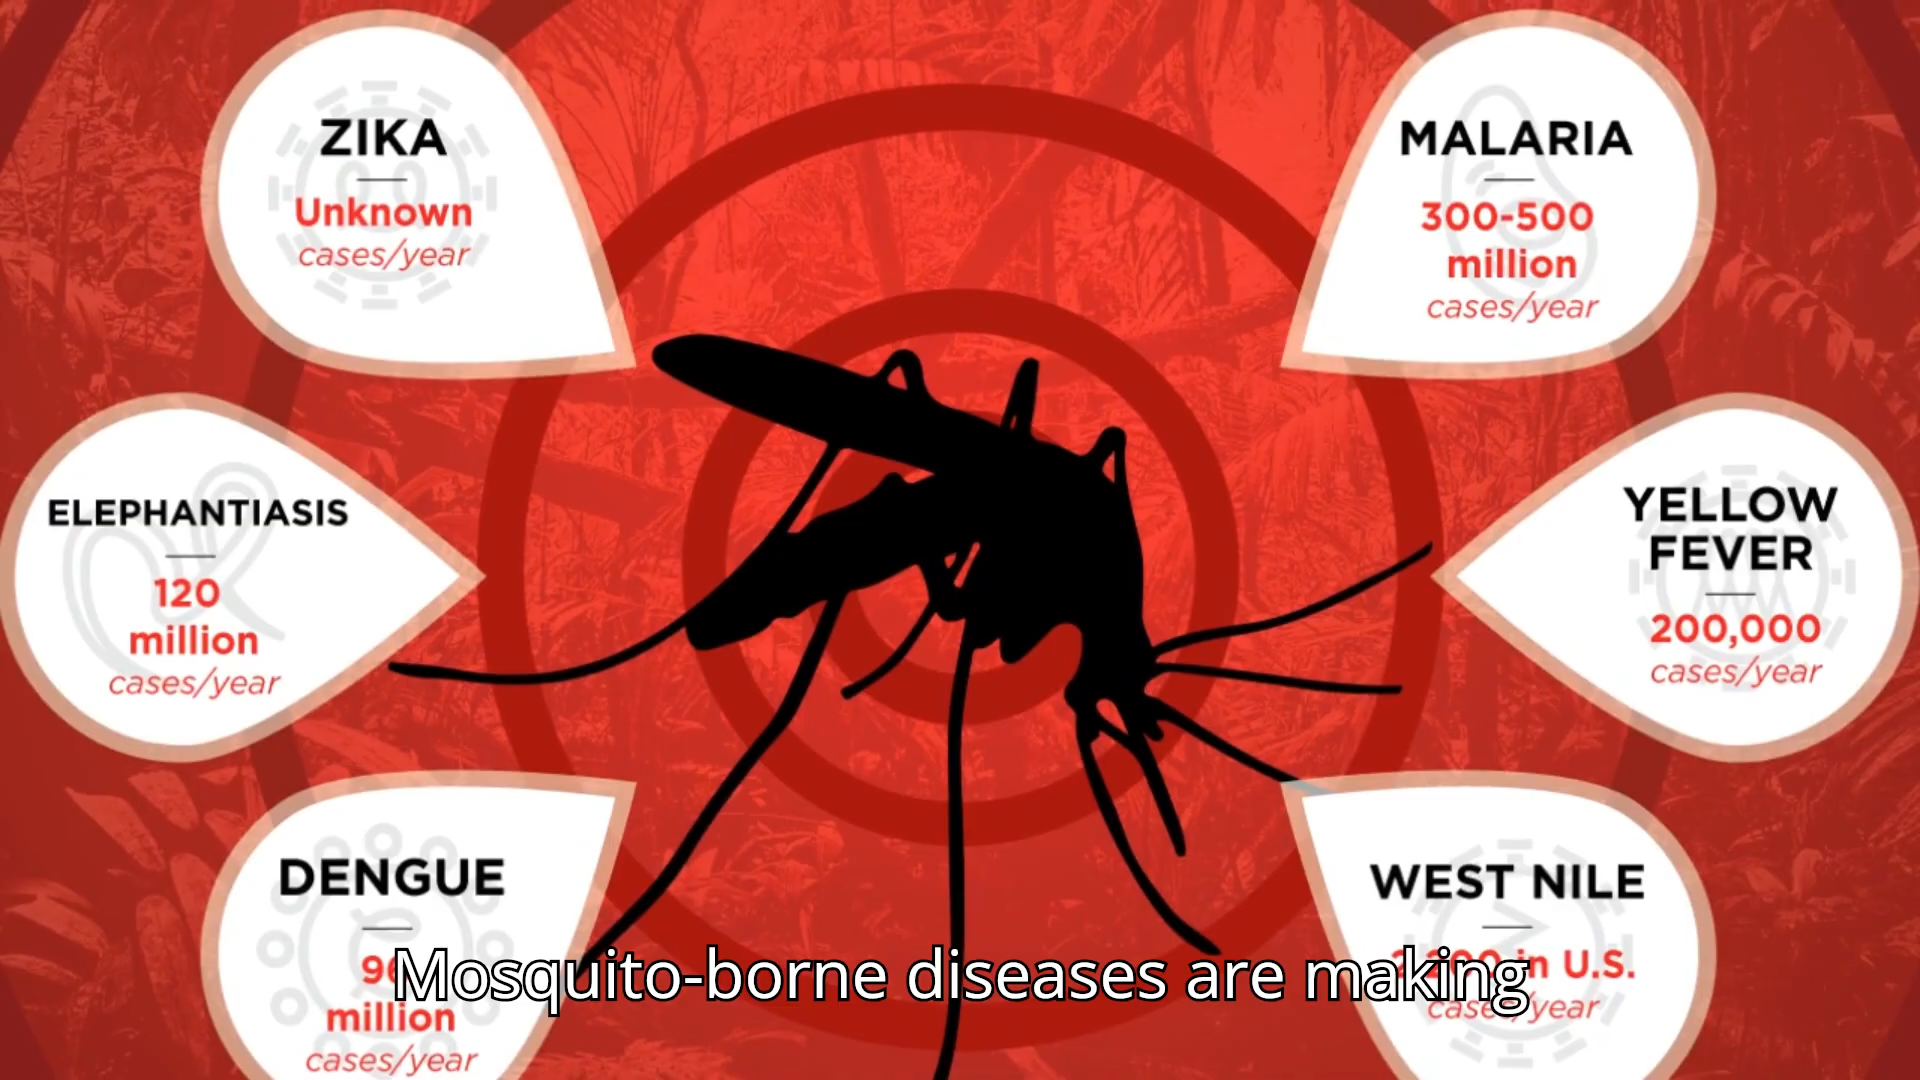 ZIKA
Unknown
cases/year
MALARIA
300-500
million
cases/year
ELEPHANTIASIS
120
million
cases/year
YELLOW
FEVER
200,000
cases/year
DENGUE
million
cases/year
WEST NILE
in U.S.
cases/year
Mosquito-borne diseases are making